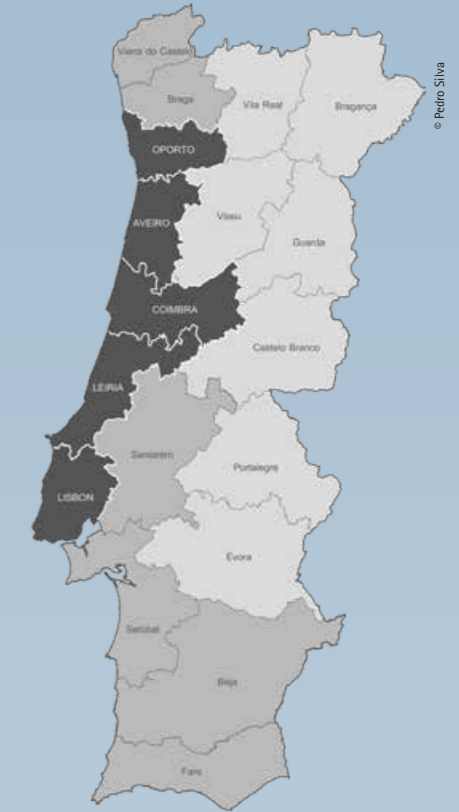 Viana do Castelo
© Pedro Silva
Braga
Vila Real
Bragança
OPORTO
AVEIRO
Viseu
Guarda
COIMBRA
Castelo Branco
LEIRIA
Santarém
Portalegre
LISBON
Évora
Setúbal
Beja
Faro